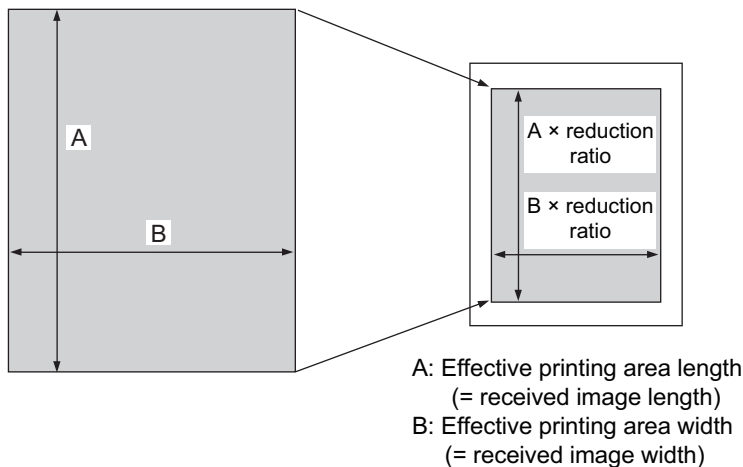 A
B
A × reduction
ratio
B × reduction
ratio
A: Effective printing area length
(= received image length)
B: Effective printing area width
(= received image width)